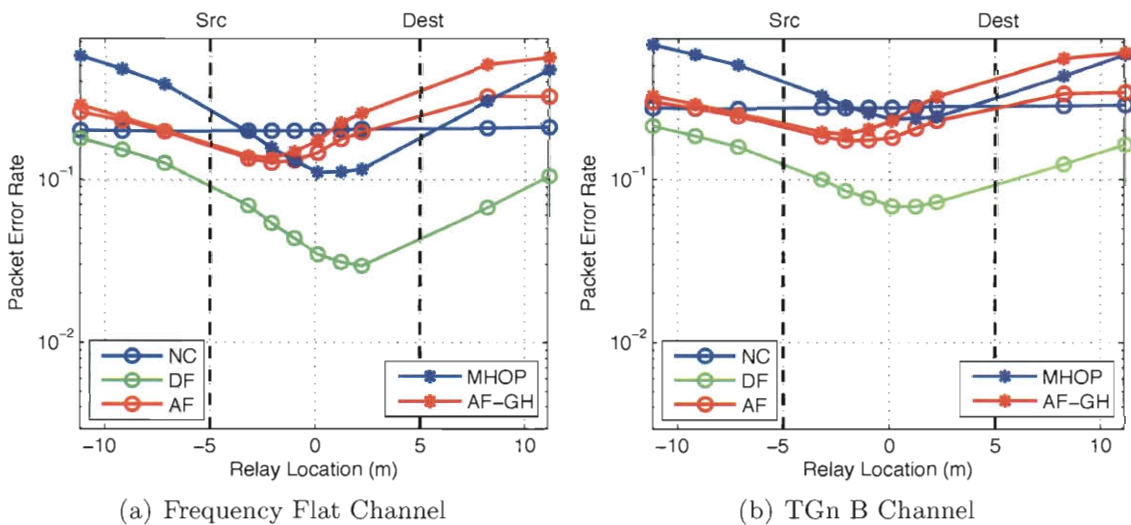 Src
Dest
Packet Error Rate
10⁻¹
10⁻²
NC
DF
AF
MHOP
AF-GH
-10
-5
0
5
10
Relay Location (m)
(a) Frequency Flat Channel
Src
Dest
Packet Error Rate
10⁻¹
10⁻²
NC
DF
AF
MHOP
AF-GH
-10
-5
0
5
10
Relay Location (m)
(b) TGn B Channel